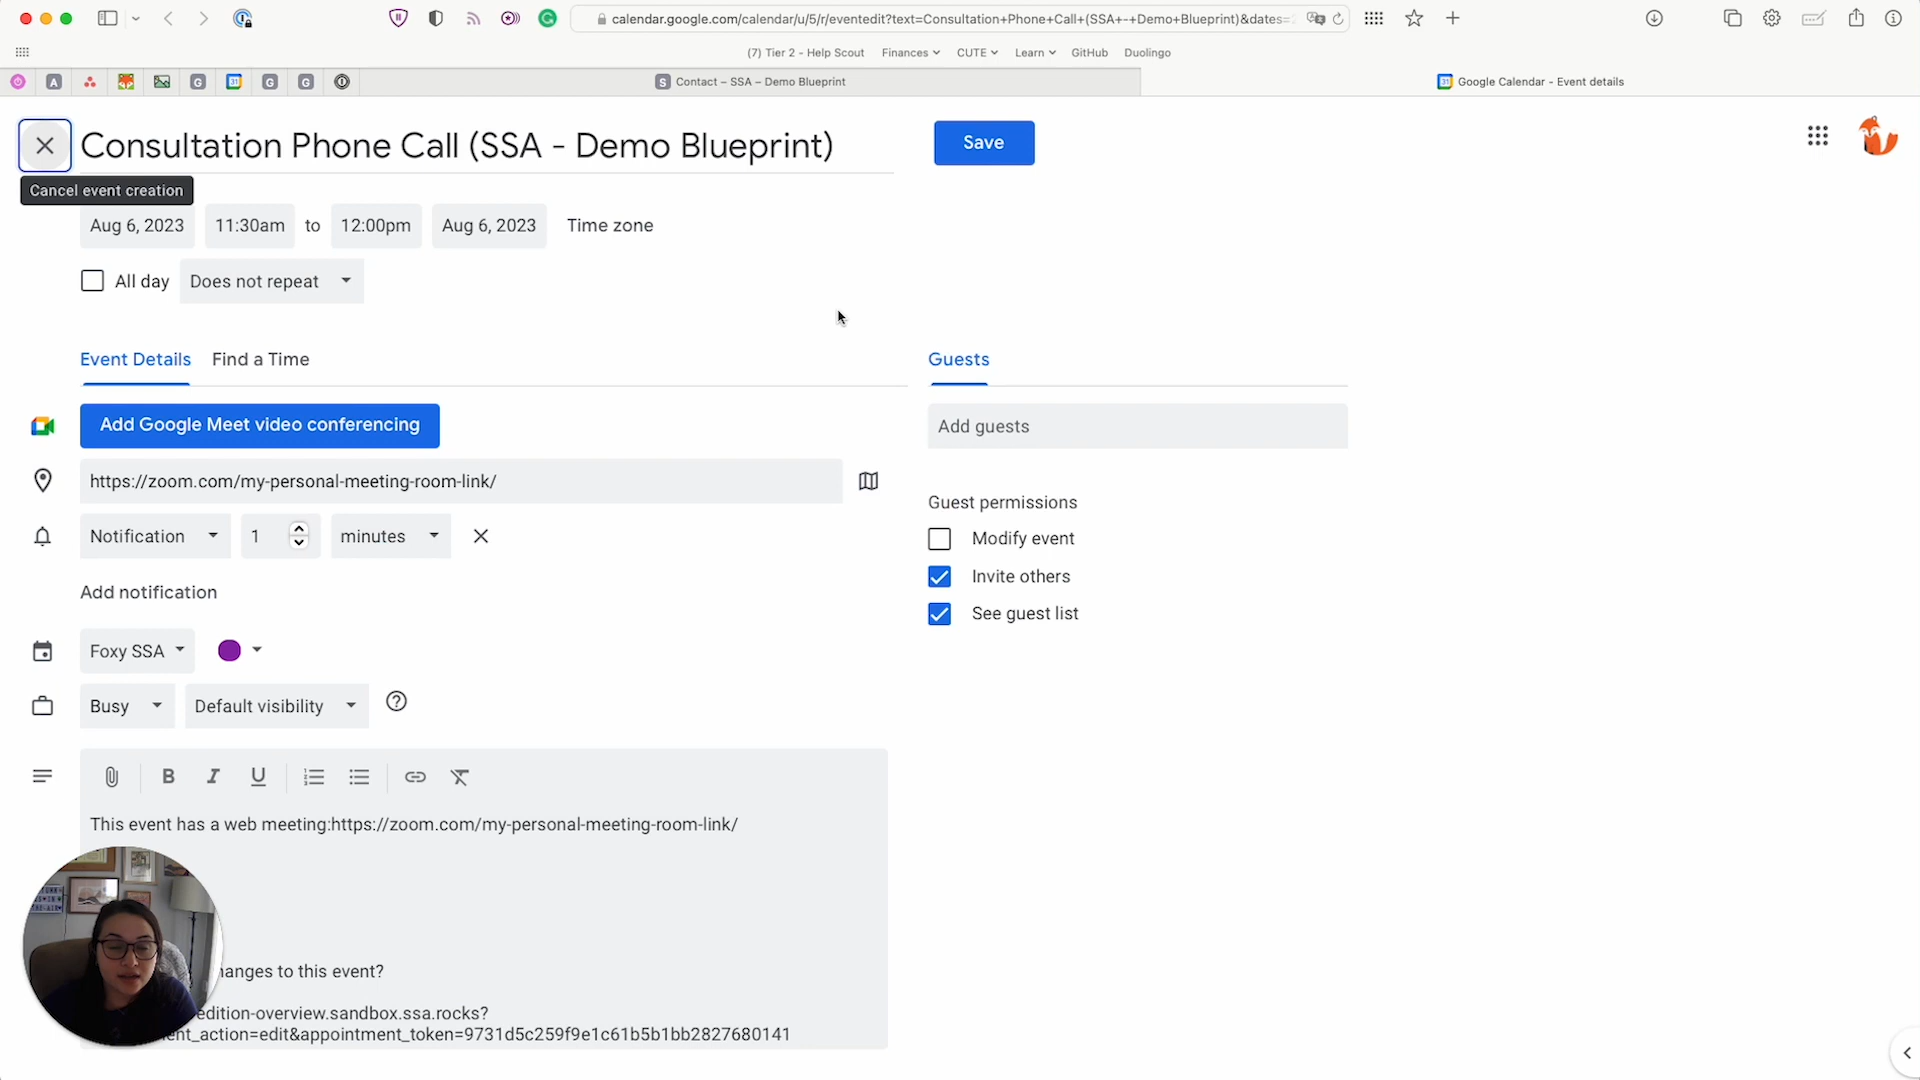 calendar.google.com/calendar/u/5/r/eventedit?text=Consultation+Phone+Call+(SSA+-+Demo+Blueprint)&dates=
(7) Tier 2 - Help Scout Finances CUTE Learn GitHub Duolingo
A G 31 G G S Contact – SSA – Demo Blueprint 31 Google Calendar - Event details
Consultation Phone Call (SSA - Demo Blueprint)
Save
Cancel event creation
Aug 6, 2023 11:30am to 12:00pm Aug 6, 2023 Time zone
All day Does not repeat
Event Details Find a Time
Guests
Add Google Meet video conferencing
Add guests
https://zoom.com/my-personal-meeting-room-link/
Guest permissions
Notification 1 minutes
Modify event
Invite others
Add notification
See guest list
Foxy SSA
Busy Default visibility
B I U
This event has a web meeting:https://zoom.com/my-personal-meeting-room-link/
anges to this event?
edition-overview.sandbox.ssa.rocks?
ent_action=edit&appointment_token=9731d5c259f9e1c61b5b1bb2827680141